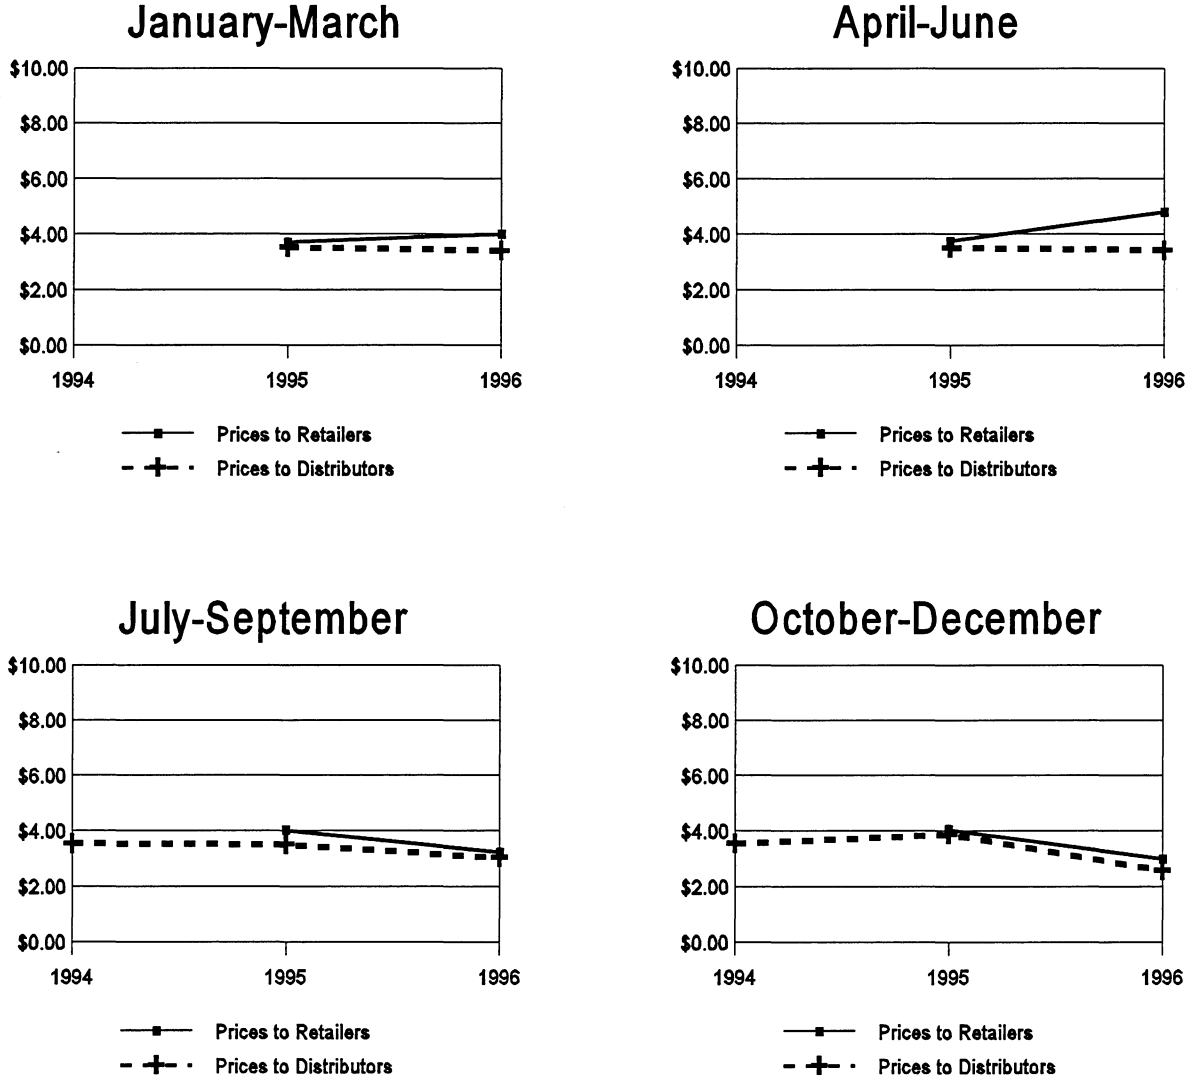 January-March
$10.00
$8.00
$6.00
$4.00
$2.00
$0.00
1994 1995 1996
Prices to Retailers
Prices to Distributors
April-June
$10.00
$8.00
$6.00
$4.00
$2.00
$0.00
1994 1995 1996
Prices to Retailers
Prices to Distributors
July-September
$10.00
$8.00
$6.00
$4.00
$2.00
$0.00
1994 1995 1996
Prices to Retailers
Prices to Distributors
October-December
$10.00
$8.00
$6.00
$4.00
$2.00
$0.00
1994 1995 1996
Prices to Retailers
Prices to Distributors